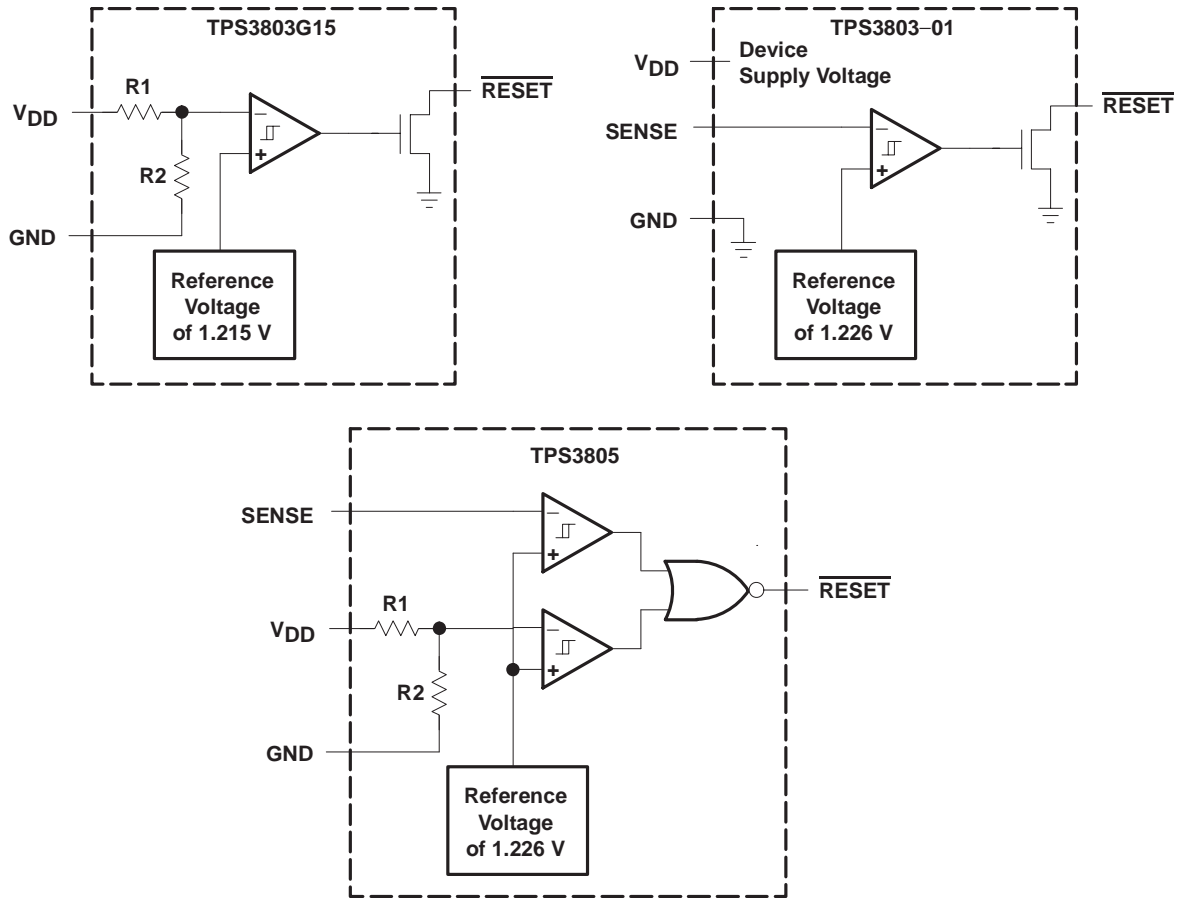 TPS3803G15
R1
VDD
R2
GND
RESET
−
+
Reference
Voltage
of 1.215 V
TPS3803−01
VDD
Device
Supply Voltage
SENSE
GND
RESET
−
+
Reference
Voltage
of 1.226 V
TPS3805
SENSE
−
+
R1
VDD
−
+
R2
GND
RESET
Reference
Voltage
of 1.226 V